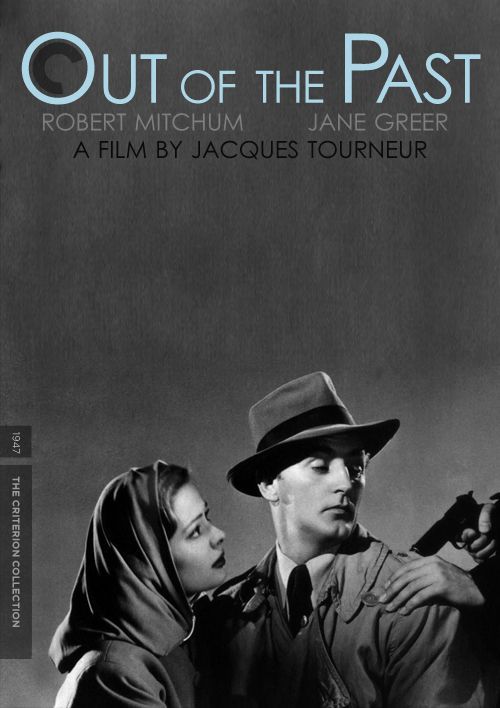 OUT OF THE PAST
ROBERT MITCHUM JANE GREER
A FILM BY JACQUES TOURNEUR
1947
THE CRITERION COLLECTION